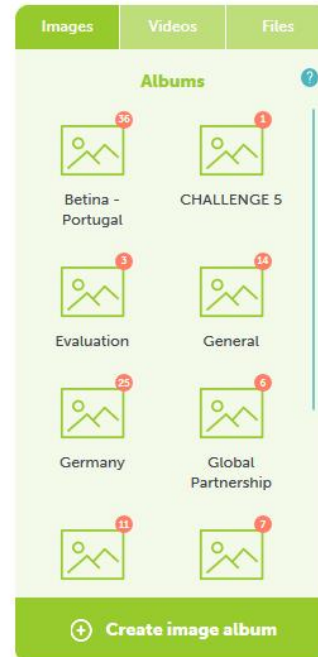 Images Videos Files
Albums ?
36 1
Betina - Portugal CHALLENGE 5
3 14
Evaluation General
25 6
Germany Global Partnership
11 7
Create image album